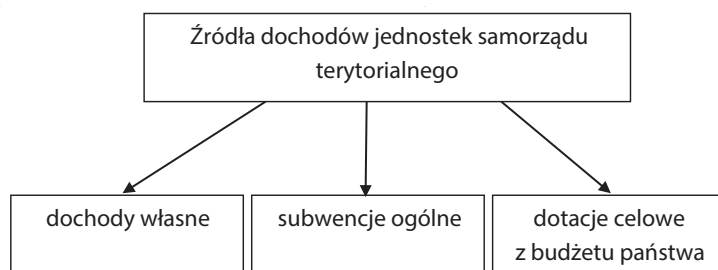 Źródła dochodów jednostek samorządu
terytorialnego
dochody własne
subwencje ogólne
dotacje celowe
z budżetu państwa